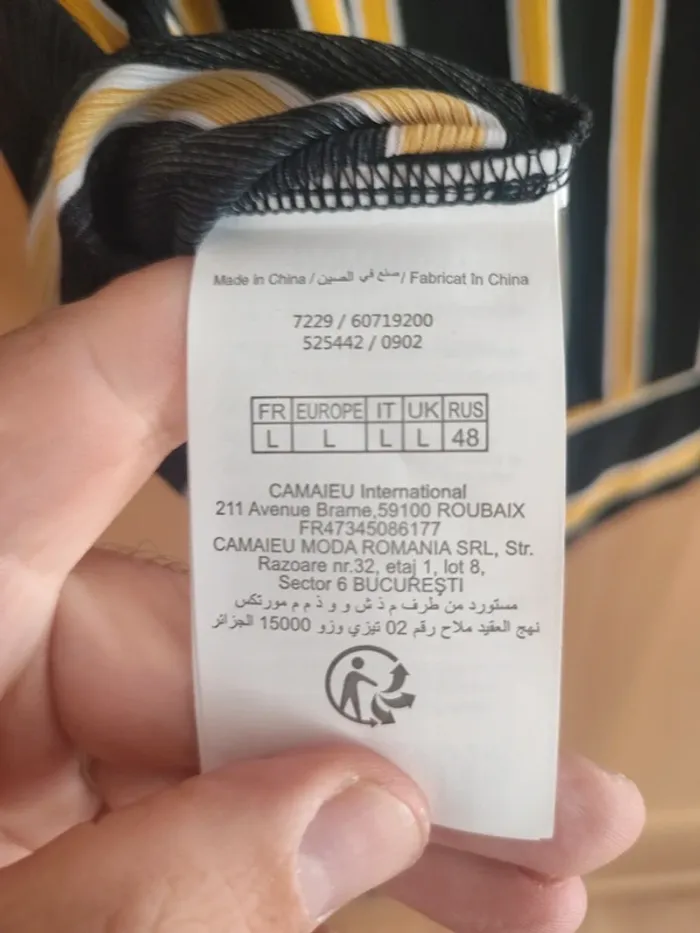 Made in China / صنع في الصين / Fabricat în China
7229 / 60719200
525442 / 0902
FR EUROPE IT UK RUS
L L L L 48
CAMAIEU International
211 Avenue Brame,59100 ROUBAIX
FR47345086177
CAMAIEU MODA ROMANIA SRL, Str.
Razoare nr.32, etaj 1, lot 8,
Sector 6 BUCUREŞTI
مستورد من طرف م ذ ش و و ذ م م مورتكس
نهج العقيد ملاح رقم 02 تيزي وزو 15000 الجزائر